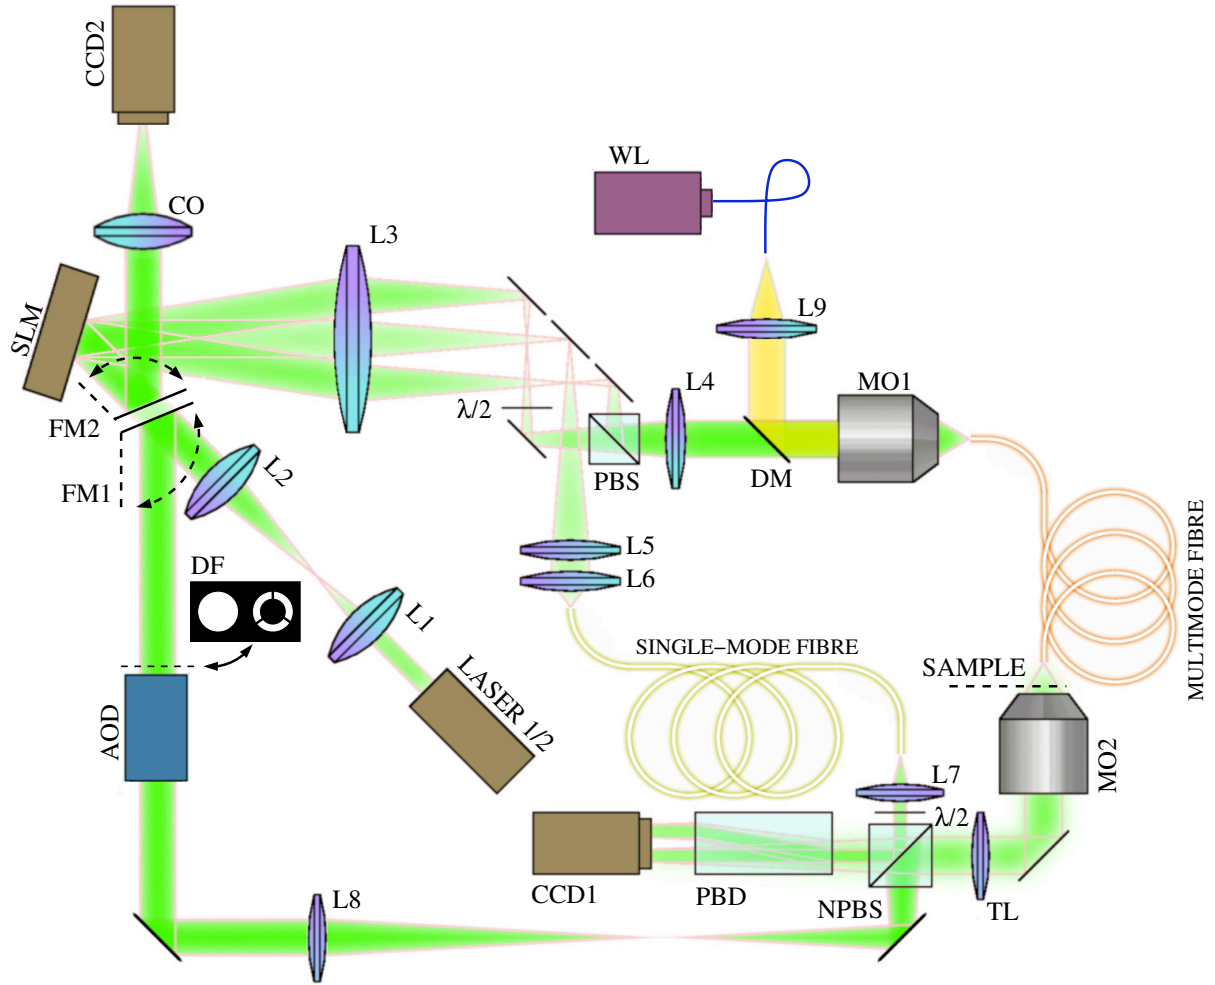 CCD2
WL
CO
L3
SLM
L9
L4
MO1
λ/2
FM2
PBS
DM
L2
FM1
MULTIMODE FIBRE
L5
L6
DF
L1
SINGLE–MODE FIBRE
SAMPLE
LASER 1/2
AOD
MO2
L7
λ/2
CCD1
PBD
NPBS
TL
L8